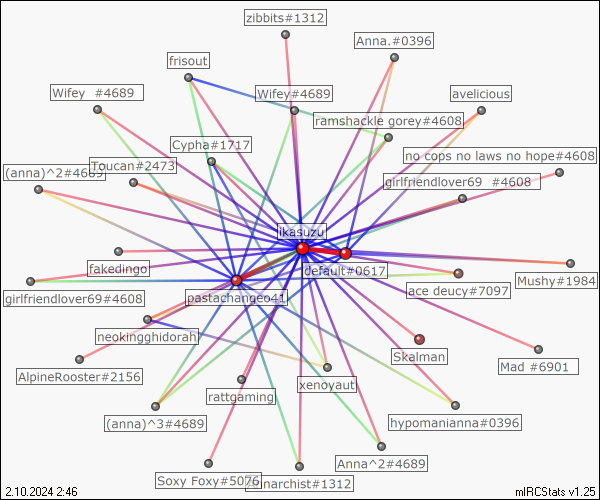 zibbits#1312
Anna.#0396
frisout
Wifey  #4689
Wifey#4689
avelicious
ramshackle gorey#4608
Cypha#1717
no cops no laws no hope#4608
(anna)^2#4689
Toucan#2473
girlfriendlover69  #4608
ikasuzu
fakedingo
default#0617
Mushy#1984
ace deucy#7097
girlfriendlover69#4608
pastachangeo41
neokingghidorah
Skalman
Mad #6901
AlpineRooster#2156
xenoyaut
rattgaming
(anna)^3#4689
hypomanianna#0396
Anna^2#4689
Soxy Foxy#5076
narchist#1312
2.10.2024 2:46
mIRCStats v1.25